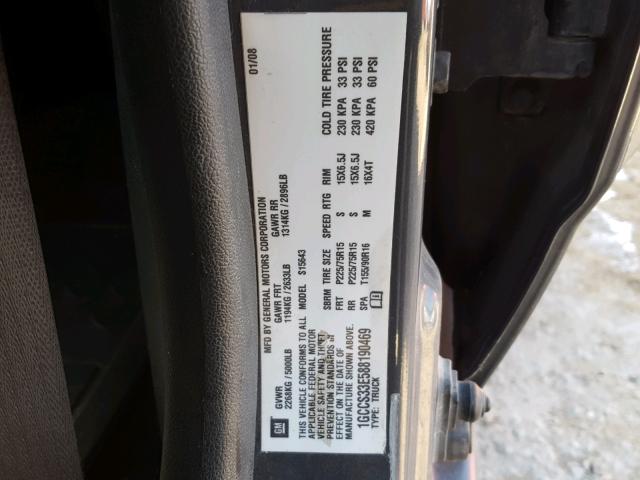 01/08
MFD BY GENERAL MOTORS CORPORATION
GVWR GAWR FRT GAWR RR
2268KG / 5000LB 1194KG / 2633LB 1314KG / 2896LB
THIS VEHICLE CONFORMS TO ALL MODEL S15643
APPLICABLE FEDERAL MOTOR
VEHICLE SAFETY AND THEFT
PREVENTION STANDARDS IN
EFFECT ON THE DATE OF
MANUFACTURE SHOWN ABOVE.
1GCCS33E588190469
TYPE: TRUCK
SBRM TIRE SIZE SPEED RTG RIM COLD TIRE PRESSURE
FRT P225/75R15 S 15X6.5J 230 KPA 33 PSI
RR P225/75R15 S 15X6.5J 230 KPA 33 PSI
SPA T155/90R16 M 16X4T 420 KPA 60 PSI
GM